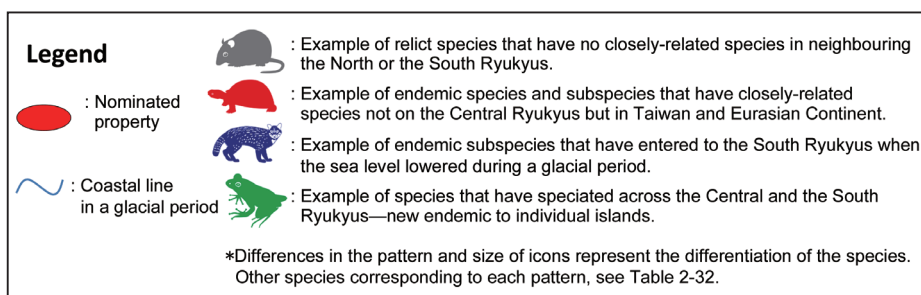 Legend
: Nominated
property
: Coastal line
in a glacial period
: Example of relict species that have no closely-related species in neighbouring
the North or the South Ryukyus.
: Example of endemic species and subspecies that have closely-related
species not on the Central Ryukyus but in Taiwan and Eurasian Continent.
: Example of endemic subspecies that have entered to the South Ryukyus when
the sea level lowered during a glacial period.
: Example of species that have speciated across the Central and the South
Ryukyus—new endemic to individual islands.
*Differences in the pattern and size of icons represent the differentiation of the species.
Other species corresponding to each pattern, see Table 2-32.